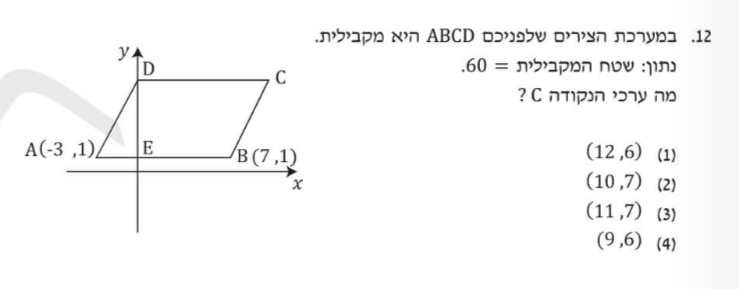 12. במערכת הצירים שלפניכם ABCD היא מקבילית.
נתון: שטח המקבילית = 60.
מה ערכי הנקודה C ?
(1) (12,6)
(2) (10,7)
(3) (11,7)
(4) (9,6)
y
D
C
A(-3 ,1)
E
B(7,1)
x